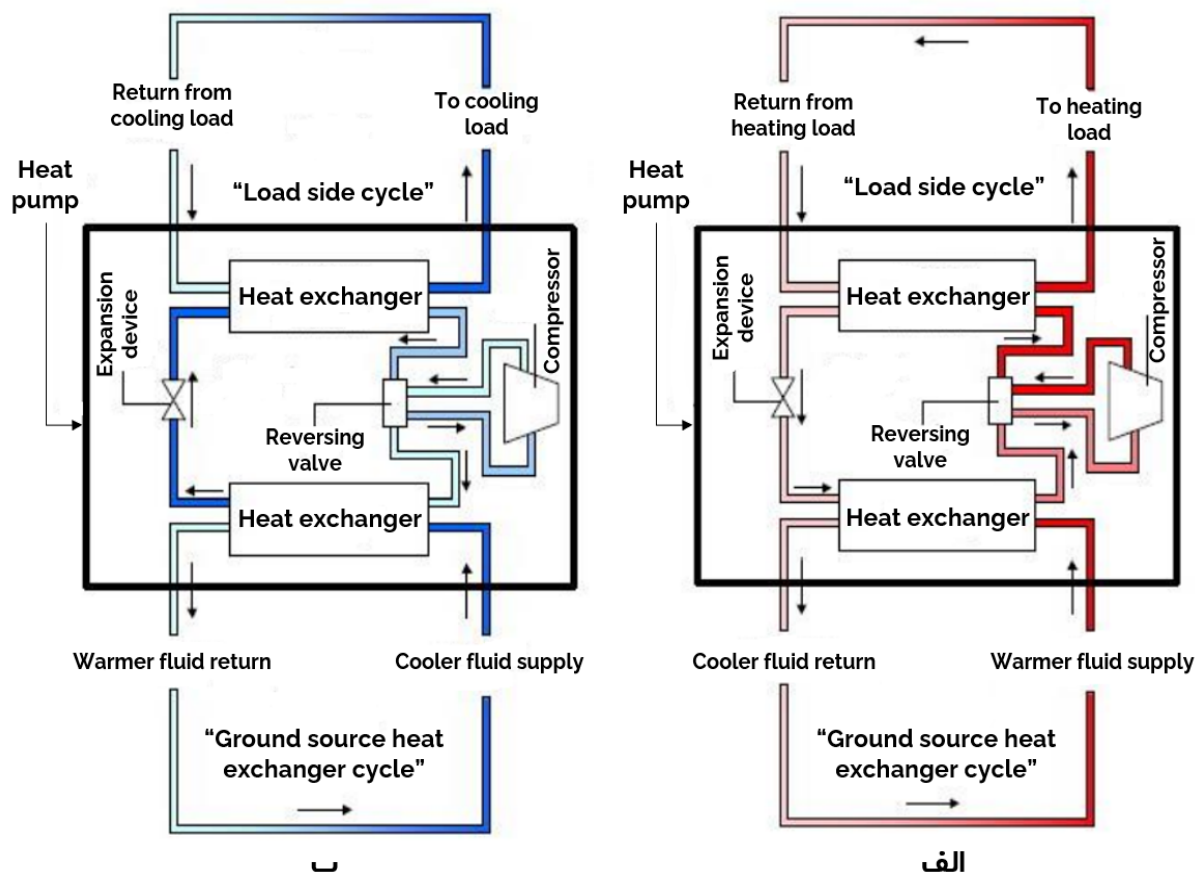 Return from
cooling load
To cooling
load
Heat
pump
“Load side cycle”
Expansion
device
Heat exchanger
Compressor
Reversing
valve
Heat exchanger
Warmer fluid return
Cooler fluid supply
“Ground source heat
exchanger cycle”
ب
Return from
heating load
To heating
load
Heat
pump
“Load side cycle”
Expansion
device
Heat exchanger
Compressor
Reversing
valve
Heat exchanger
Cooler fluid return
Warmer fluid supply
“Ground source heat
exchanger cycle”
الف